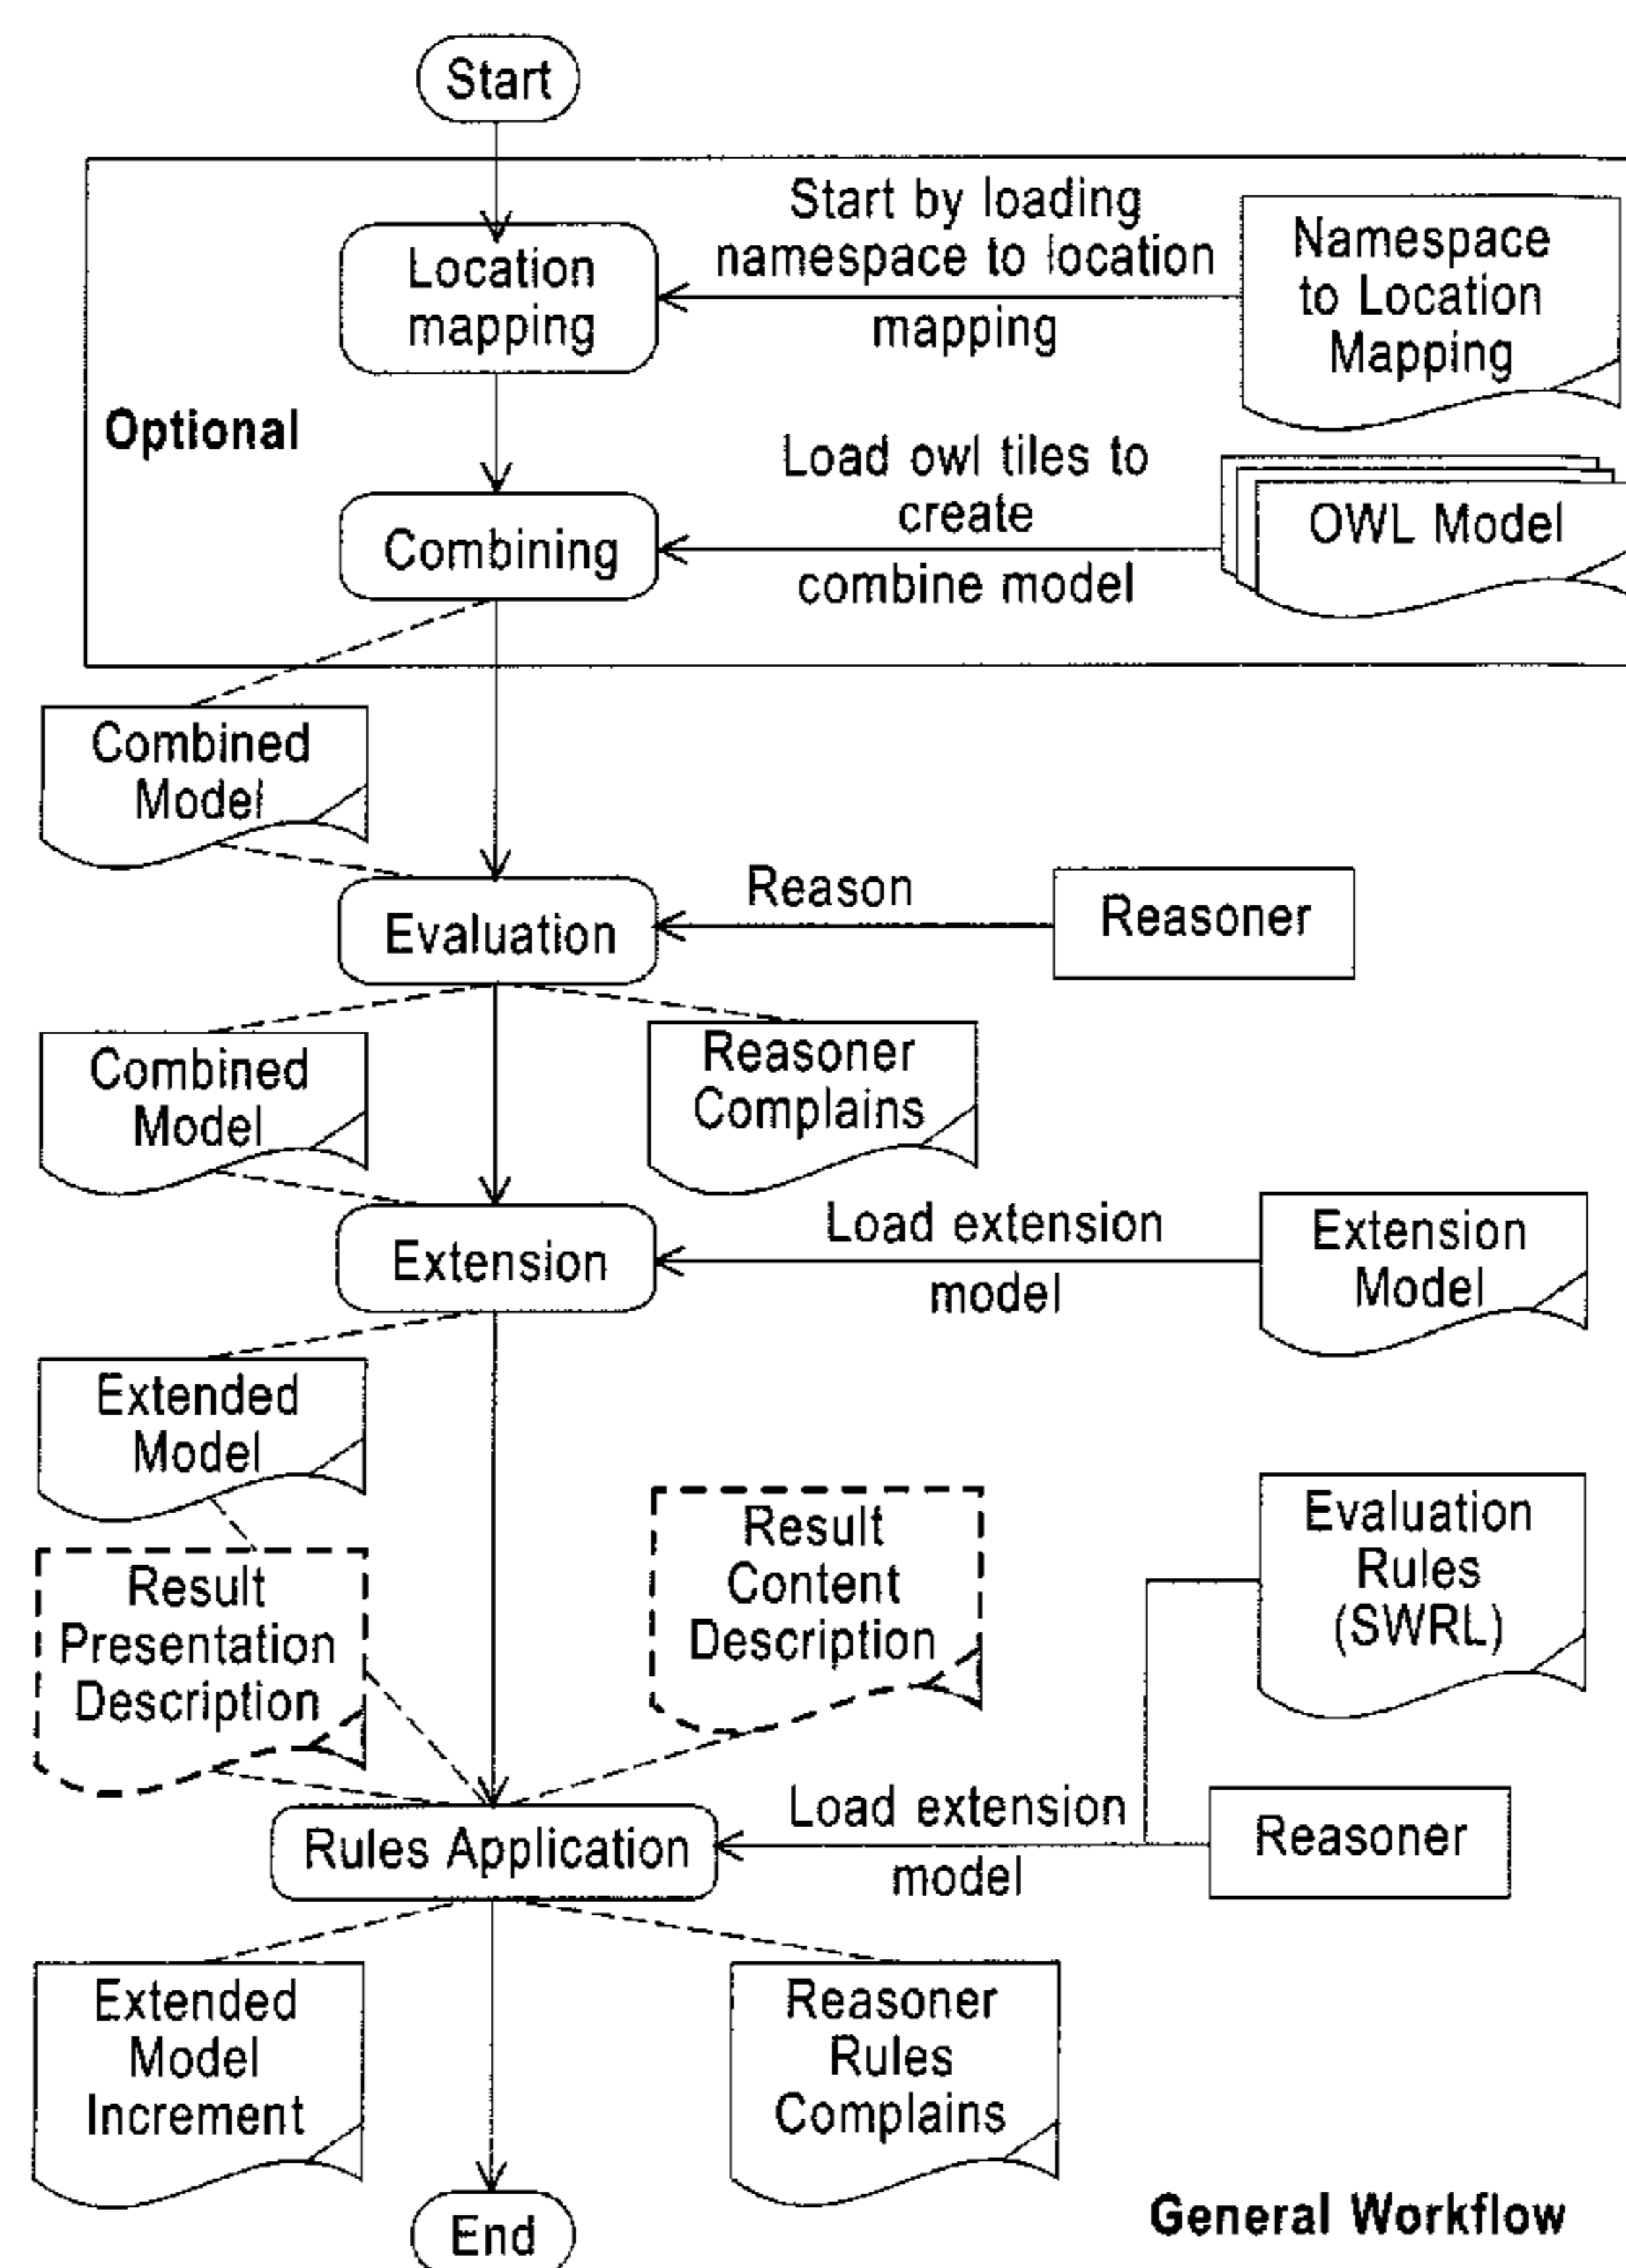 Start
Start by loading
namespace to location
mapping
Namespace
to Location
Mapping
Location
mapping
Optional
Load owl tiles to
create
combine model
OWL Model
Combining
Combined
Model
Reason
Reasoner
Evaluation
Combined
Model
Reasoner
Complains
Load extension
model
Extension
Model
Extension
Extended
Model
Result
Presentation
Description
Result
Content
Description
Evaluation
Rules
(SWRL)
Load extension
model
Reasoner
Rules Application
Extended
Model
Increment
Reasoner
Rules
Complains
End
General Workflow